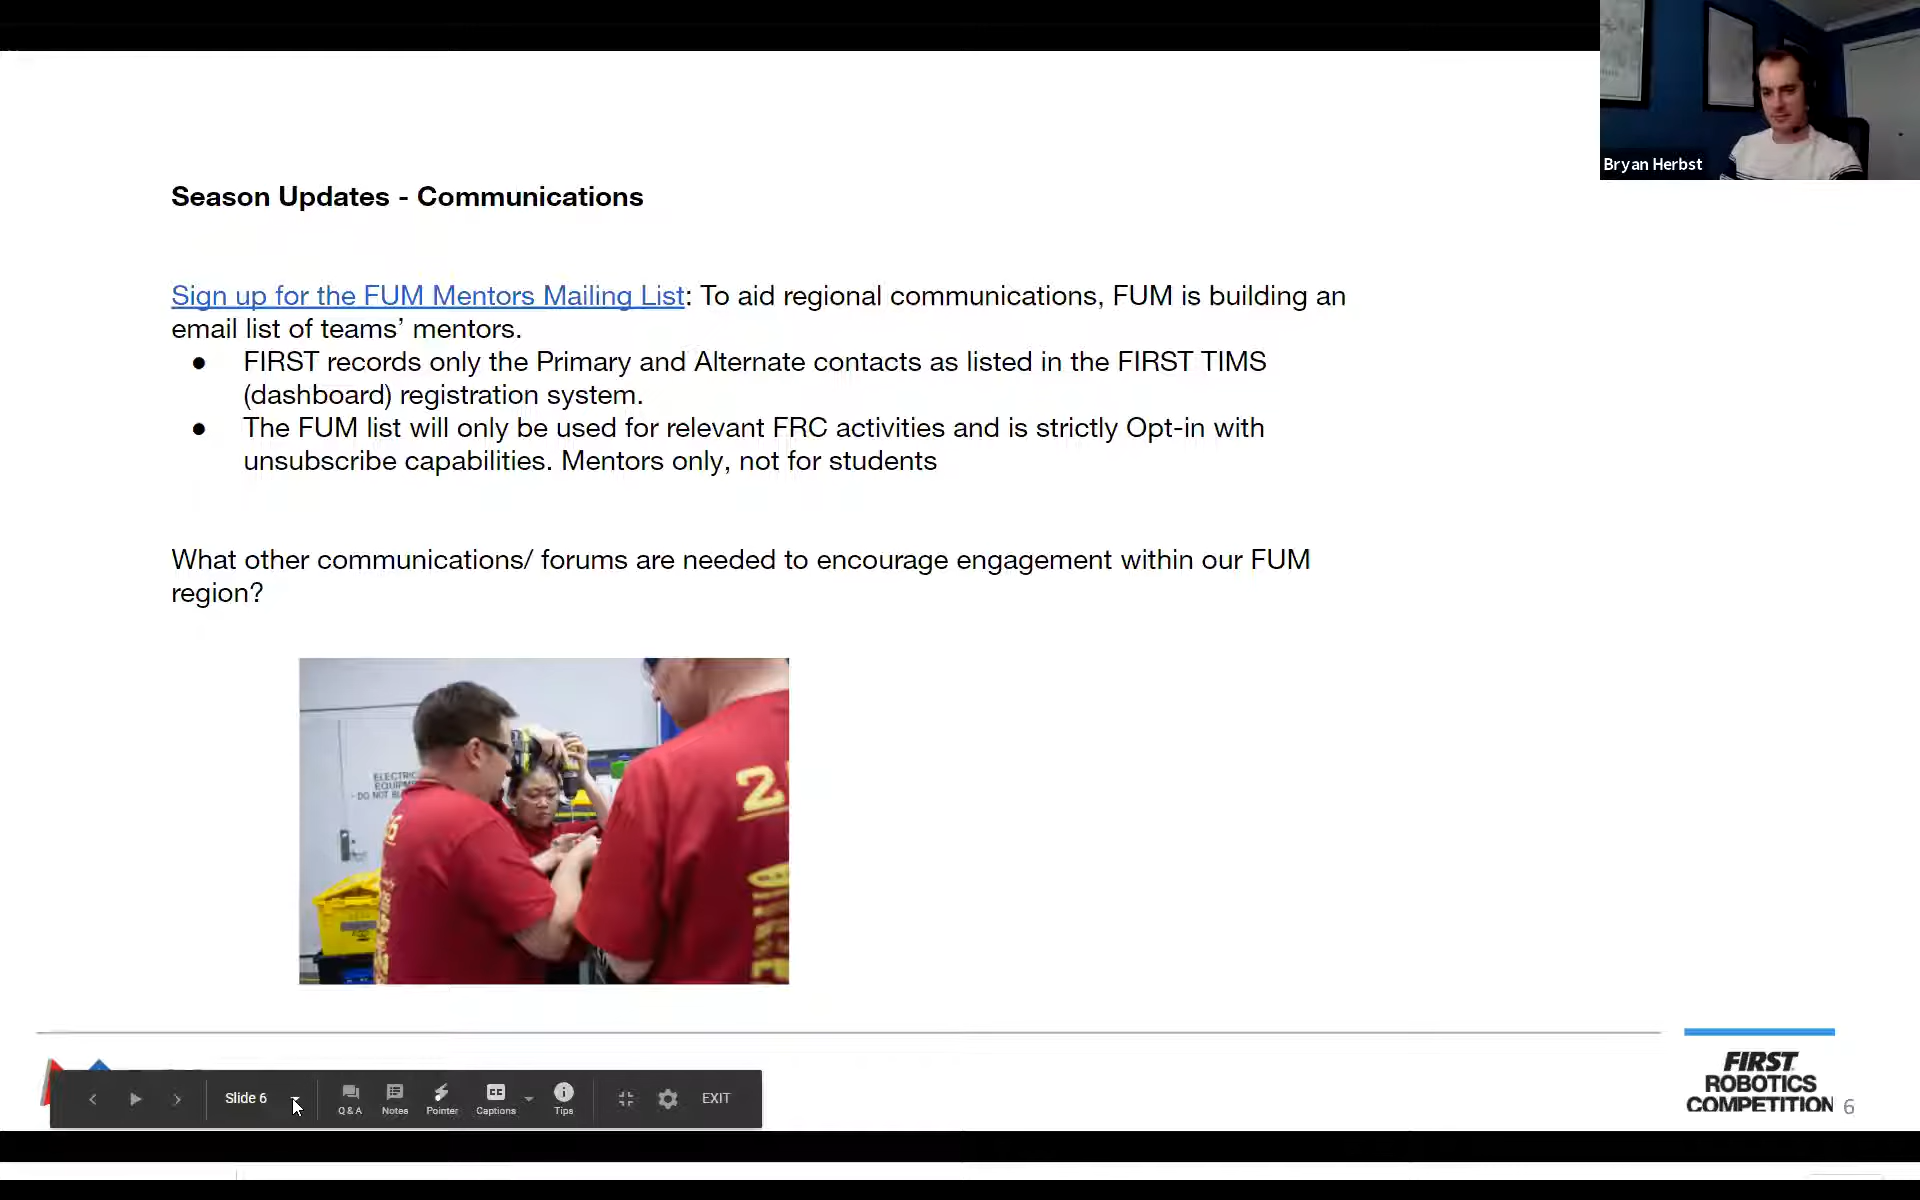 Bryan Herbst
Season Updates - Communications
Sign up for the FUM Mentors Mailing List: To aid regional communications, FUM is building an
email list of teams’ mentors.
● FIRST records only the Primary and Alternate contacts as listed in the FIRST TIMS
(dashboard) registration system.
● The FUM list will only be used for relevant FRC activities and is strictly Opt-in with
unsubscribe capabilities. Mentors only, not for students
What other communications/ forums are needed to encourage engagement within our FUM
region?
DO NOT
2
FIRST
ROBOTICS
COMPETITION
6
Slide 6
Q & A
Notes
Pointer
CC
Captions
Tips
EXIT